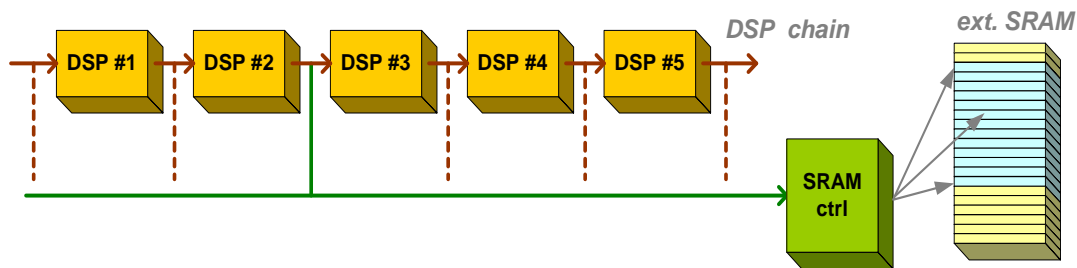 DSP #1
DSP #2
DSP #3
DSP #4
DSP #5
DSP chain
ext. SRAM
SRAM
ctrl